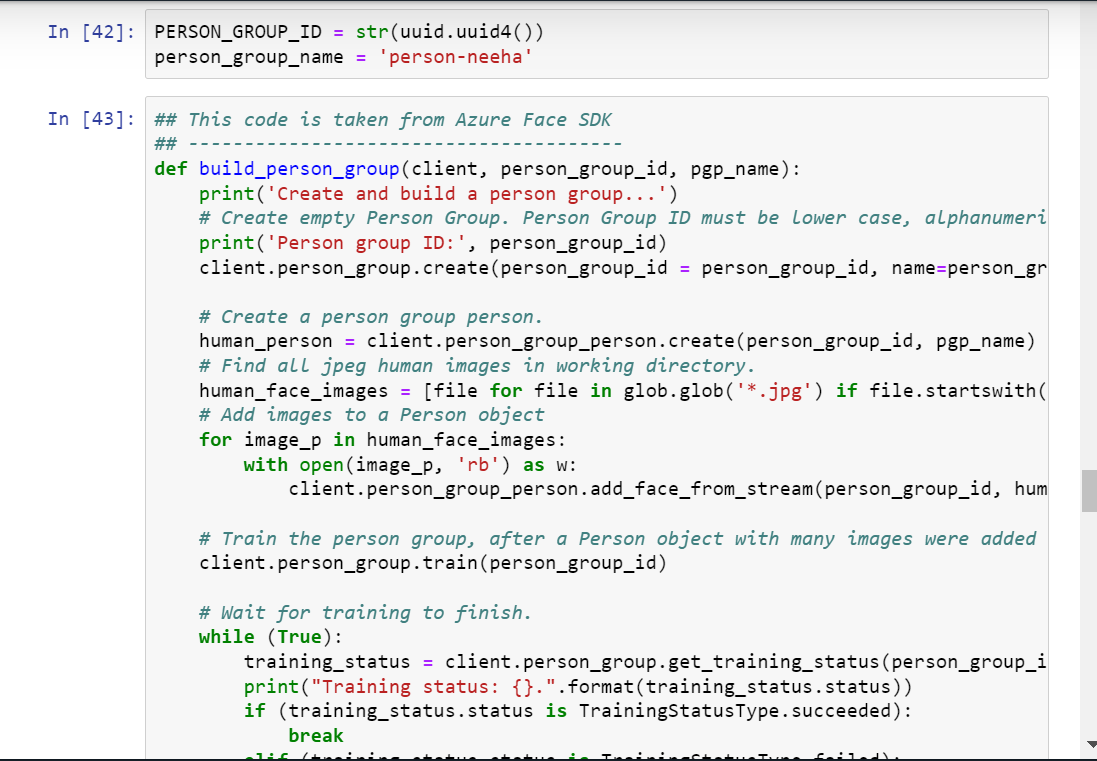 In [42]:
PERSON_GROUP_ID = str(uuid.uuid4())
person_group_name = 'person-neeha'
In [43]:
## This code is taken from Azure Face SDK
## ---------------------------------------
def build_person_group(client, person_group_id, pgp_name):
    print('Create and build a person group...')
    # Create empty Person Group. Person Group ID must be lower case, alphanumeri
    print('Person group ID:', person_group_id)
    client.person_group.create(person_group_id = person_group_id, name=person_gr
    # Create a person group person.
    human_person = client.person_group_person.create(person_group_id, pgp_name)
    # Find all jpeg human images in working directory.
    human_face_images = [file for file in glob.glob('*.jpg') if file.startswith(
    # Add images to a Person object
    for image_p in human_face_images:
        with open(image_p, 'rb') as w:
            client.person_group_person.add_face_from_stream(person_group_id, hum
    # Train the person group, after a Person object with many images were added
    client.person_group.train(person_group_id)
    # Wait for training to finish.
    while (True):
        training_status = client.person_group.get_training_status(person_group_i
        print("Training status: {}.".format(training_status.status))
        if (training_status.status is TrainingStatusType.succeeded):
            break
        elif (training_status.status is TrainingStatusType.failed):